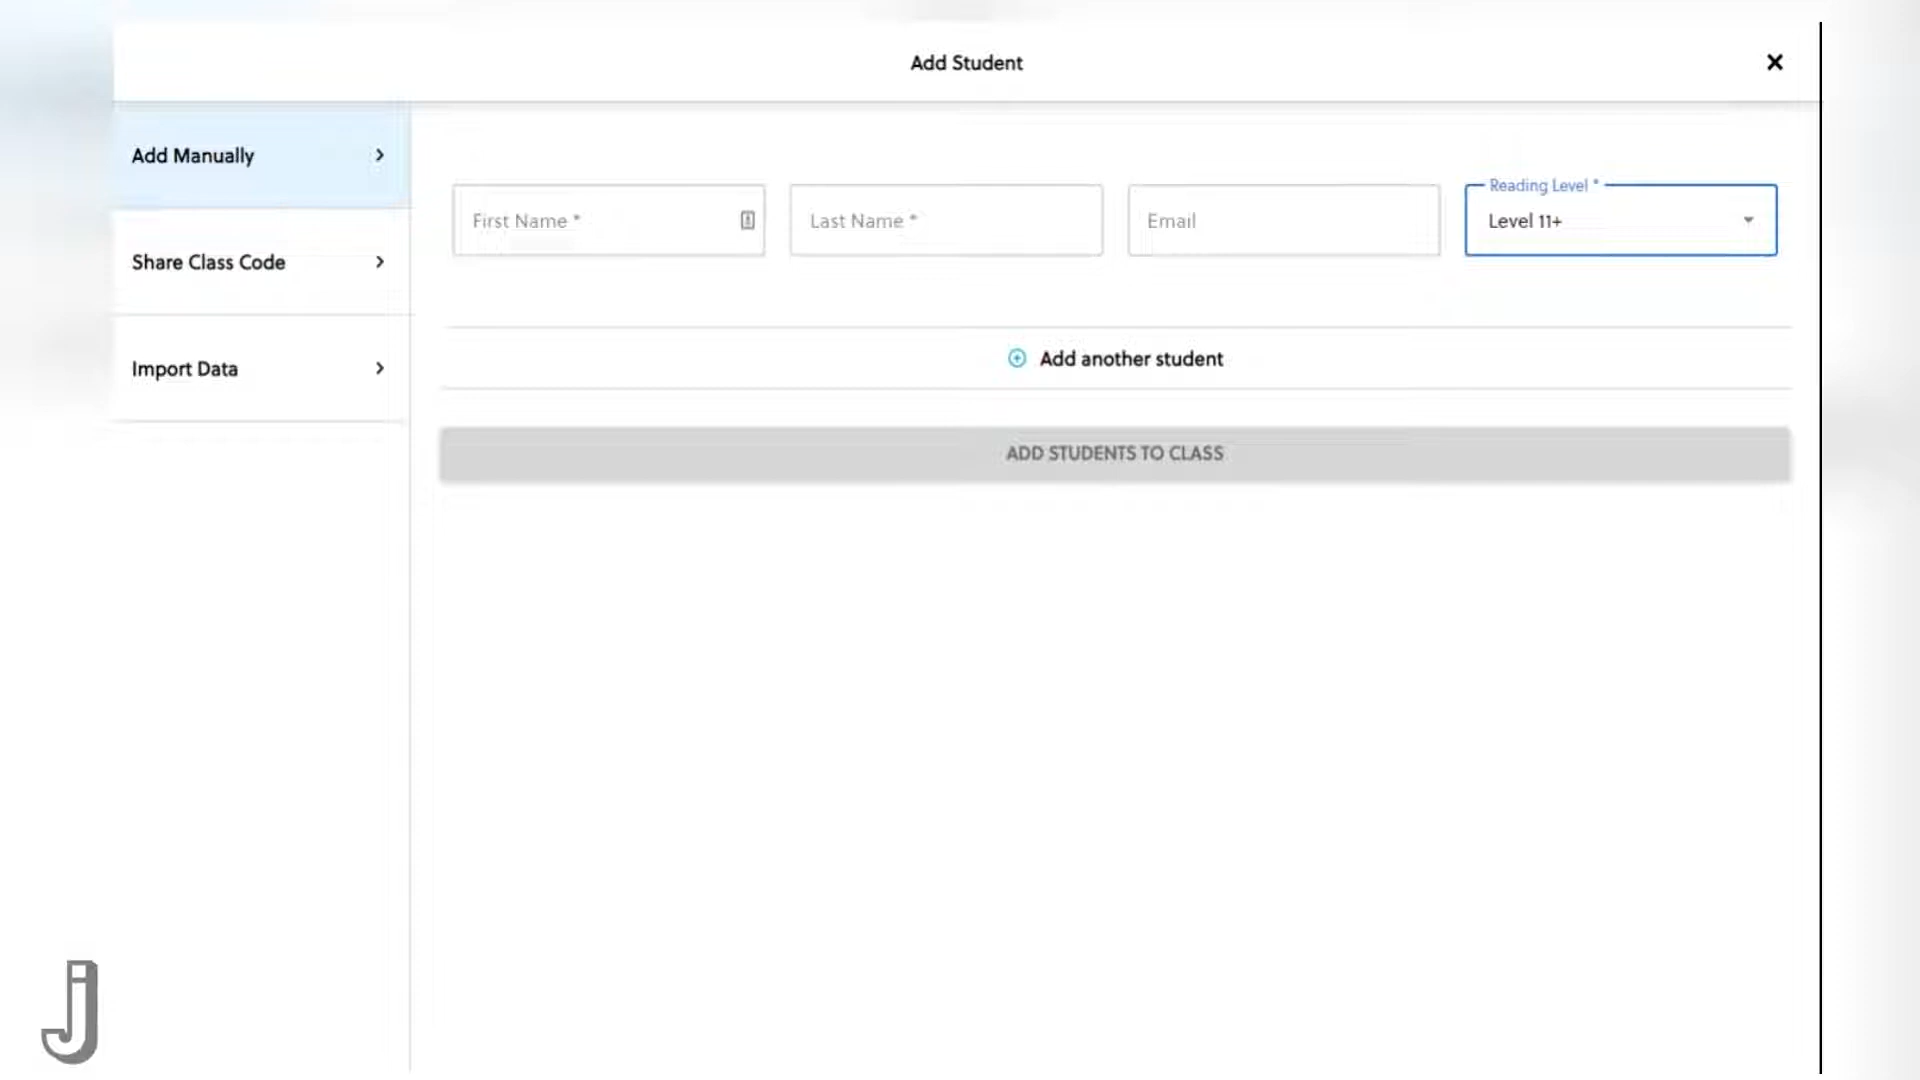 Add Student
Add Manually
Share Class Code
Import Data
First Name *
Last Name *
Email
Reading Level *
Level 11+
Add another student
ADD STUDENTS TO CLASS
j